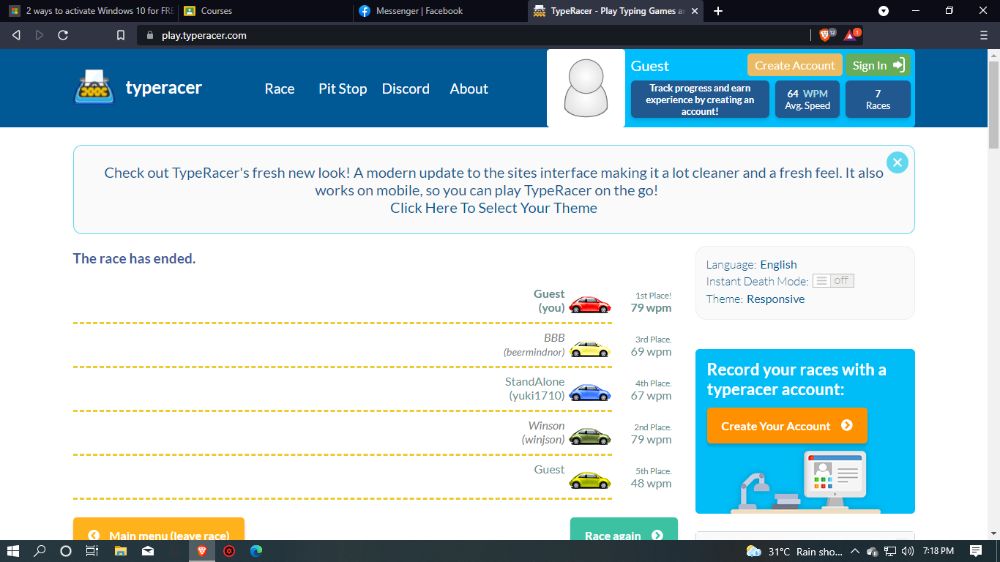 2 ways to activate Windows 10 for FRE
Courses
Messenger | Facebook
TypeRacer - Play Typing Games a
play.typeracer.com
typeracer
Race
Pit Stop
Discord
About
Guest
Create Account
Sign In
Track progress and earn
experience by creating an
account!
64 WPM
Avg. Speed
7
Races
Check out TypeRacer's fresh new look! A modern update to the sites interface making it a lot cleaner and a fresh feel. It also
works on mobile, so you can play TypeRacer on the go!
Click Here To Select Your Theme
The race has ended.
Guest
(you)
1st Place!
79 wpm
BBB
(beermindnor)
3rd Place.
69 wpm
StandAlone
(yuki1710)
4th Place.
67 wpm
Winson
(winjson)
2nd Place.
79 wpm
Guest
5th Place.
48 wpm
Main menu (leave race)
Race again
Language: English
Instant Death Mode: off
Theme: Responsive
Record your races with a
typeracer account:
Create Your Account
31°C Rain sho...
7:18 PM